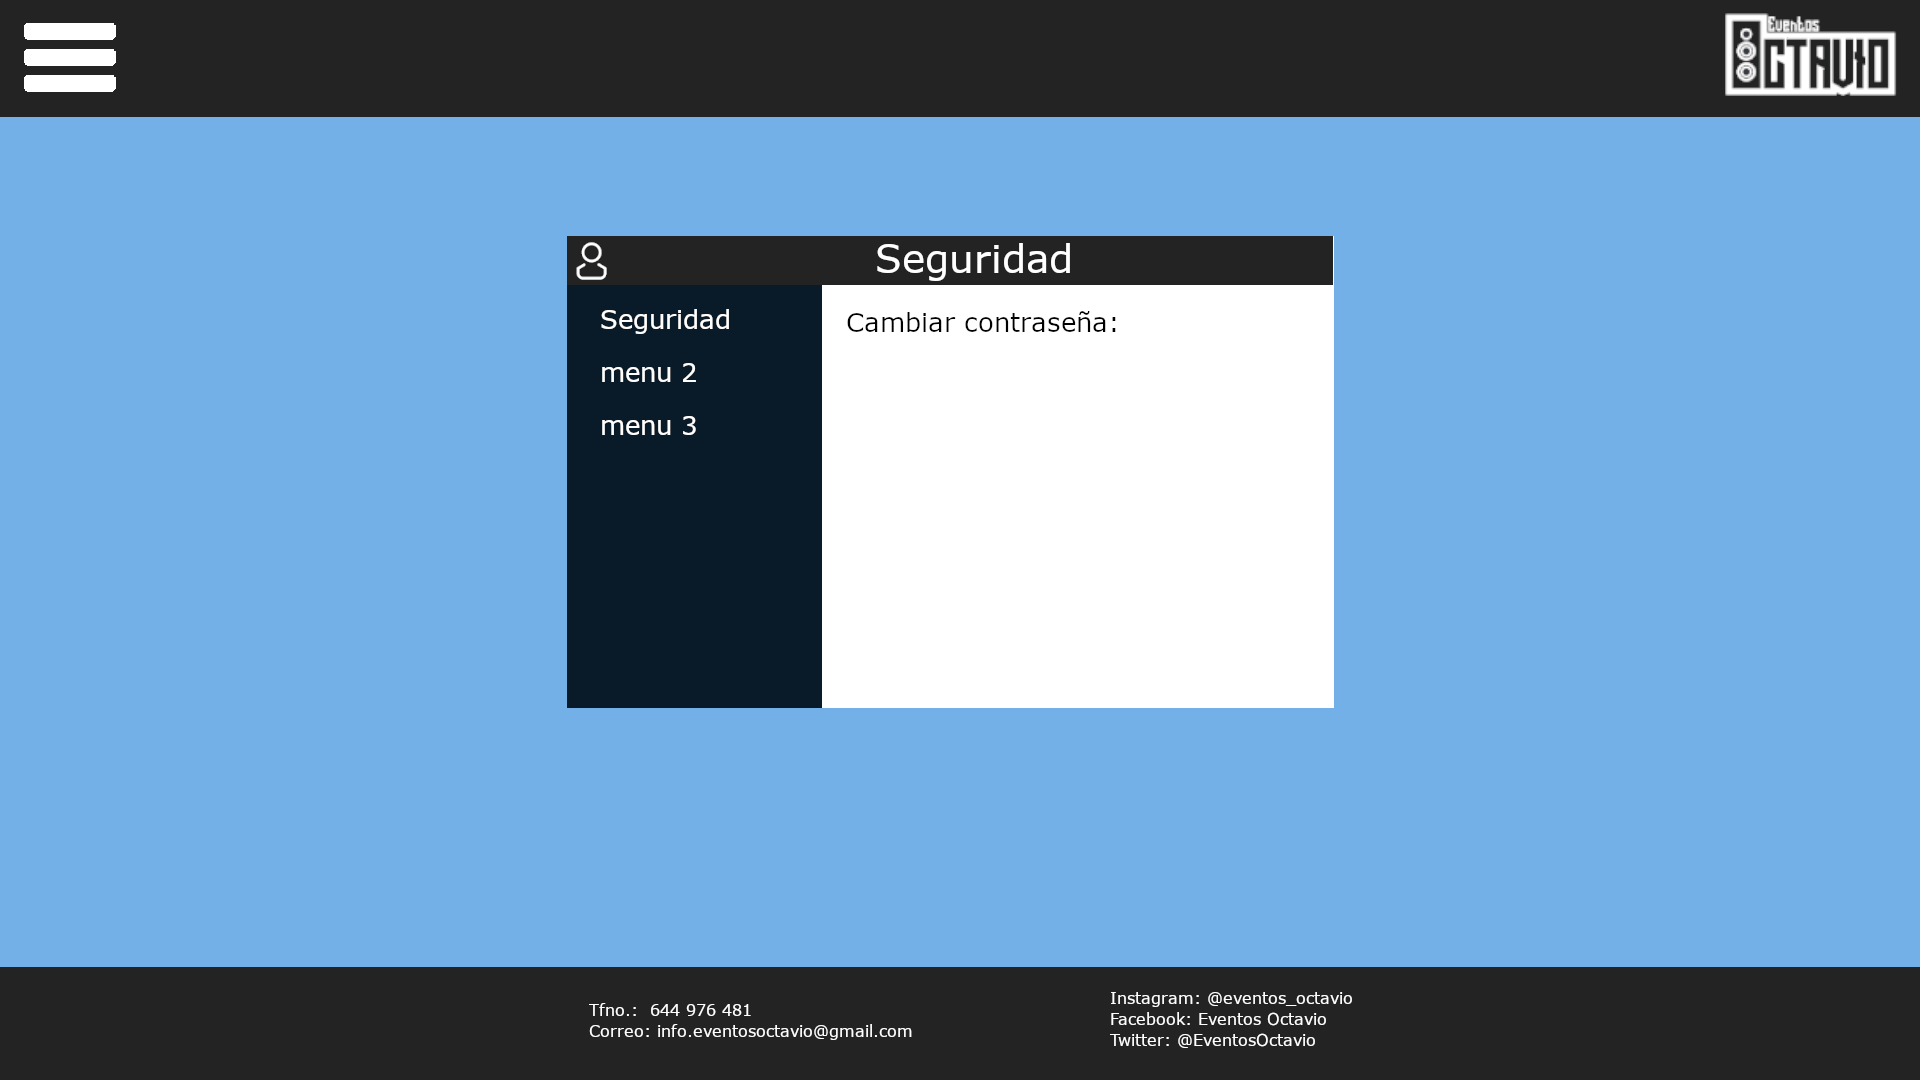 Eventos
OCTAVIO
Seguridad
Seguridad
menu 2
menu 3
Cambiar contraseña:
Tfno.:  644 976 481
Correo: info.eventosoctavio@gmail.com
Instagram: @eventos_octavio
Facebook: Eventos Octavio
Twitter: @EventosOctavio